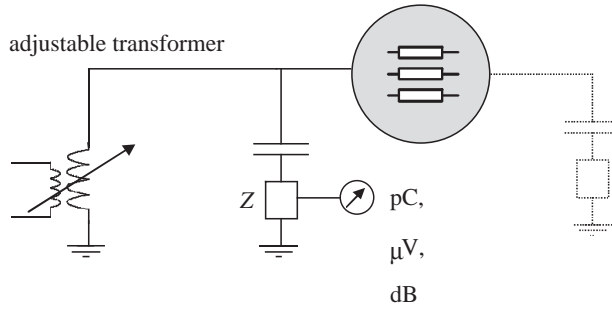 adjustable transformer
Z
pC,
μV,
dB